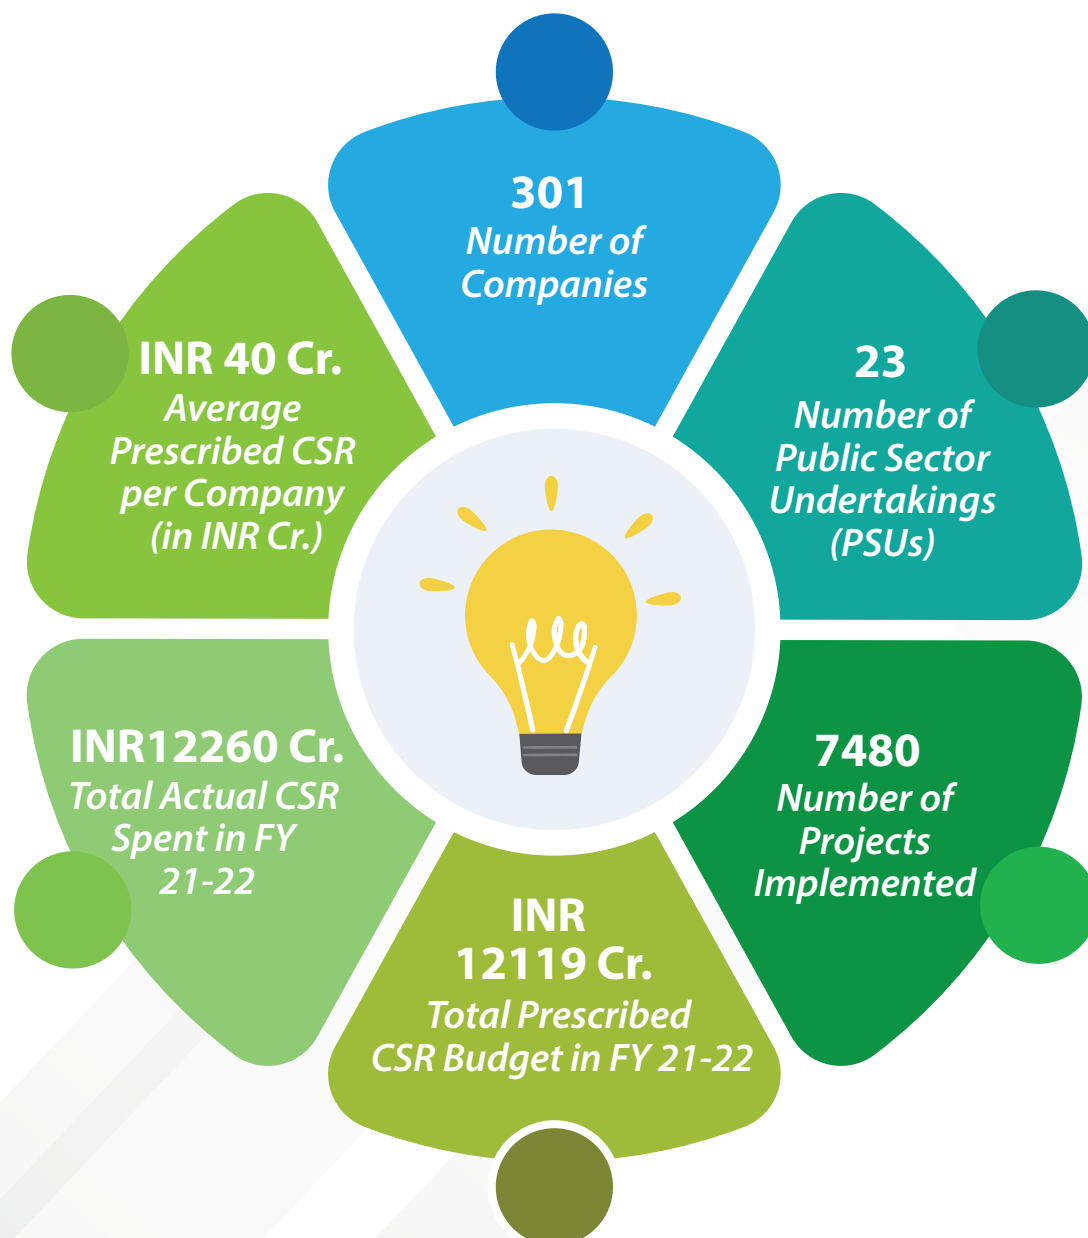 301
Number of
Companies
23
Number of
Public Sector
Undertakings
(PSUs)
7480
Number of
Projects
Implemented
INR
12119 Cr.
Total Prescribed
CSR Budget in FY 21-22
INR12260 Cr.
Total Actual CSR
Spent in FY
21-22
INR 40 Cr.
Average
Prescribed CSR
per Company
(in INR Cr.)